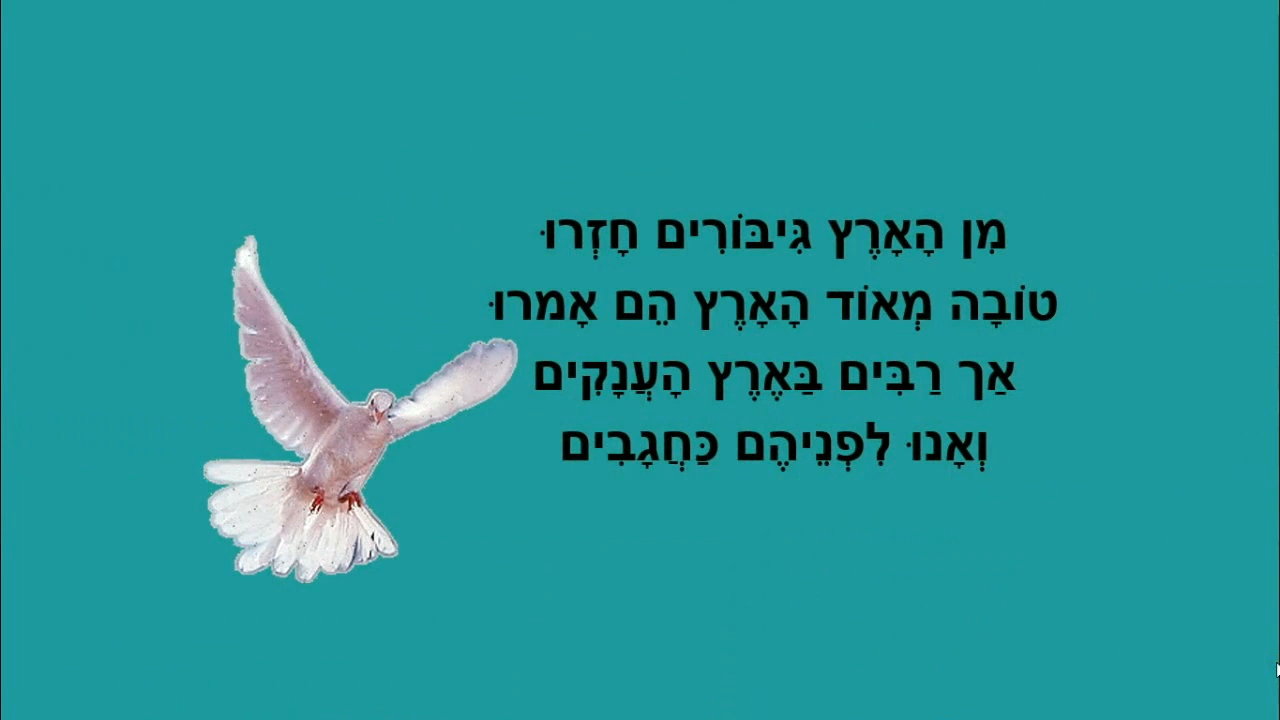 מִן הָאָרֶץ גִּיבּוֹרִים חָזְרוּ
טוֹבָה מְאוֹד הָאָרֶץ הֵם אָמרוּ
אַך רַבִּים בַּאֶרֶץ הָעֲנָקִים
וְאָנוּ לִפְנֵיהֶם כַּחֲגָבִים